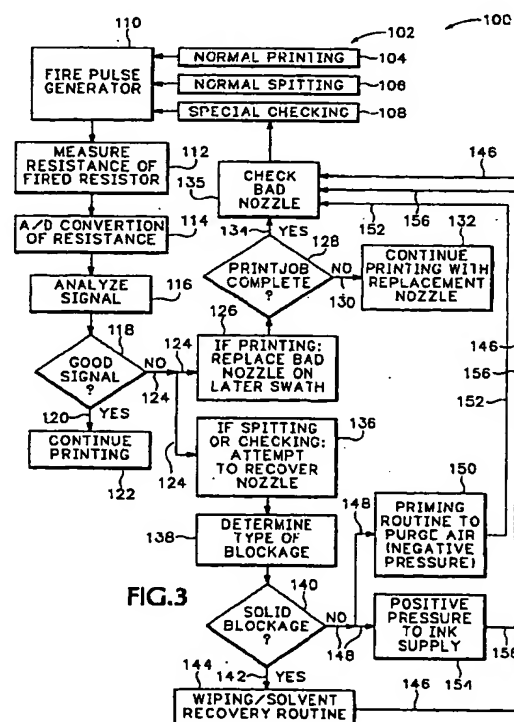 100
102
110
FIRE PULSE
GENERATOR
NORMAL PRINTING
104
NORMAL SPITTING
106
SPECIAL CHECKING
108
MEASURE
RESISTANCE OF
FIRED RESISTOR
112
A/D CONVERTION
OF RESISTANCE
114
ANALYZE
SIGNAL
116
118
GOOD
SIGNAL
?
NO
124
120
YES
CONTINUE
PRINTING
122
135
CHECK
BAD
NOZZLE
146
156
152
134
YES
128
PRINTJOB
COMPLETE
?
NO
130
132
CONTINUE
PRINTING WITH
REPLACEMENT
NOZZLE
126
124
IF PRINTING:
REPLACE BAD
NOZZLE ON
LATER SWATH
146
156
152
124
136
IF SPITTING
OR CHECKING:
ATTEMPT
TO RECOVER
NOZZLE
138
DETERMINE
TYPE OF
BLOCKAGE
148
150
PRIMING
ROUTINE TO
PURGE AIR
(NEGATIVE
PRESSURE)
FIG.3
140
SOLID
BLOCKAGE
?
NO
148
148
POSITIVE
PRESSURE
TO INK
SUPPLY
154
156
144
142
YES
WIPING/SOLVENT
RECOVERY ROUTINE
146